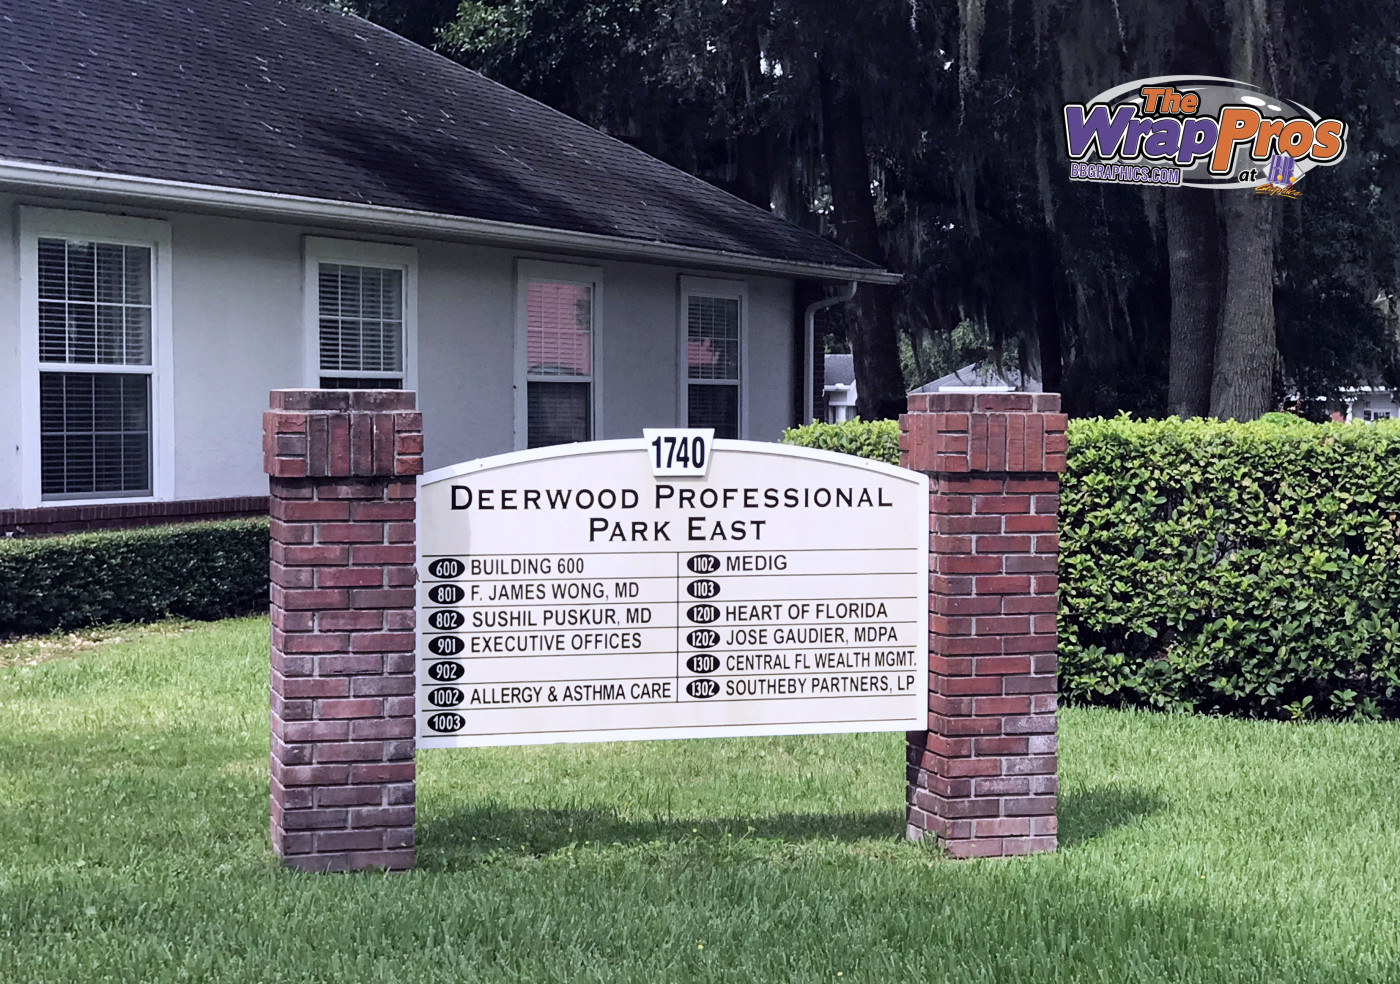 The
WrapPros
BBGRAPHICS.COM
at BB
Graphics
1740
DEERWOOD PROFESSIONAL
PARK EAST
600 BUILDING 600
801 F. JAMES WONG, MD
802 SUSHIL PUSKUR, MD
901 EXECUTIVE OFFICES
902
1002 ALLERGY & ASTHMA CARE
1003
1102 MEDIG
1103
1201 HEART OF FLORIDA
1202 JOSE GAUDIER, MDPA
1301 CENTRAL FL WEALTH MGMT.
1302 SOUTHEBY PARTNERS, LP